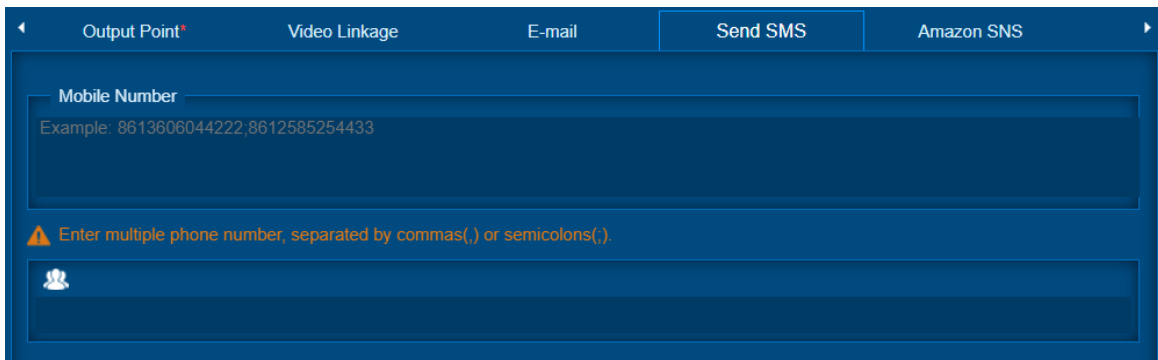 Output Point* Video Linkage E-mail Send SMS Amazon SNS
Mobile Number
Example: 8613606044222;8612585254433
Enter multiple phone number, separated by commas(,) or semicolons(;).